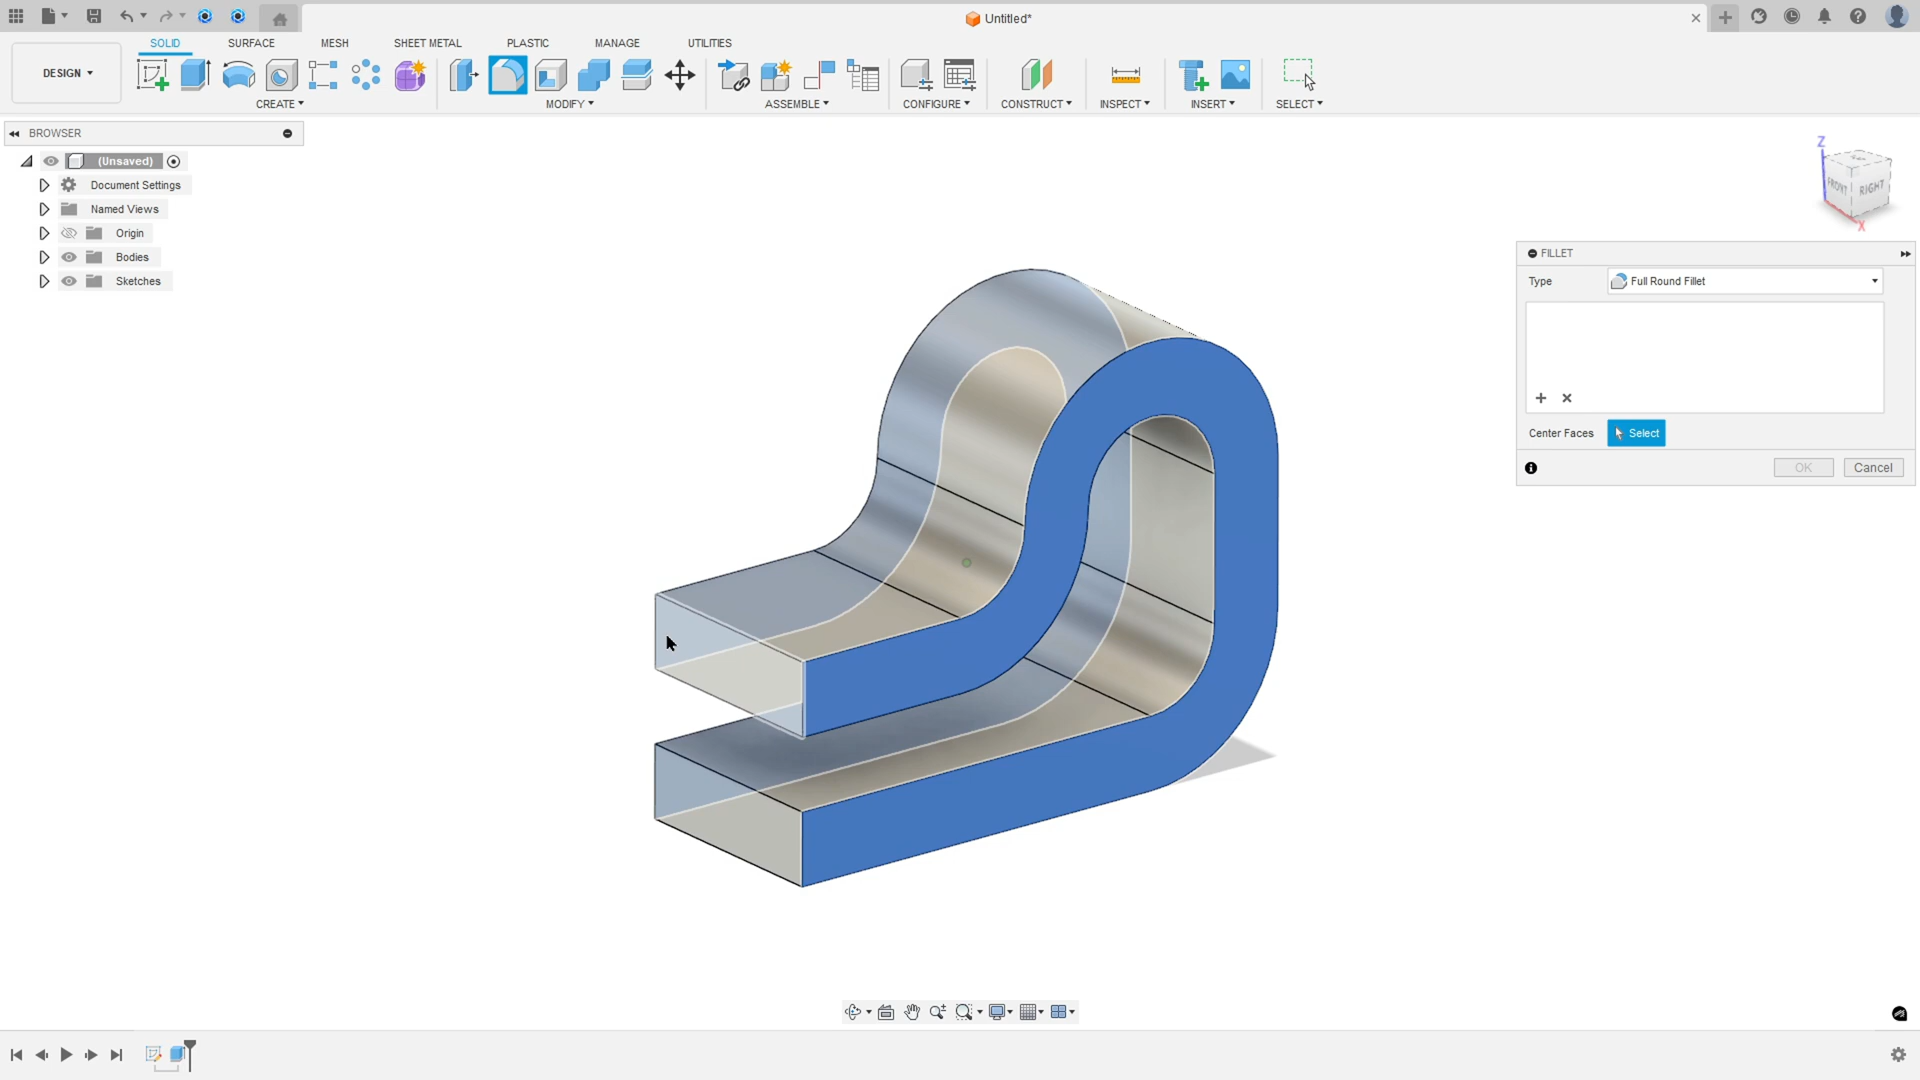 Untitled*
SOLID SURFACE MESH SHEET METAL PLASTIC MANAGE UTILITIES
DESIGN
CREATE MODIFY ASSEMBLE CONFIGURE CONSTRUCT INSPECT INSERT SELECT
BROWSER
(Unsaved)
Document Settings
Named Views
Origin
Bodies
Sketches
Z
FRONT RIGHT
X
FILLET
Type Full Round Fillet
Center Faces Select
OK Cancel